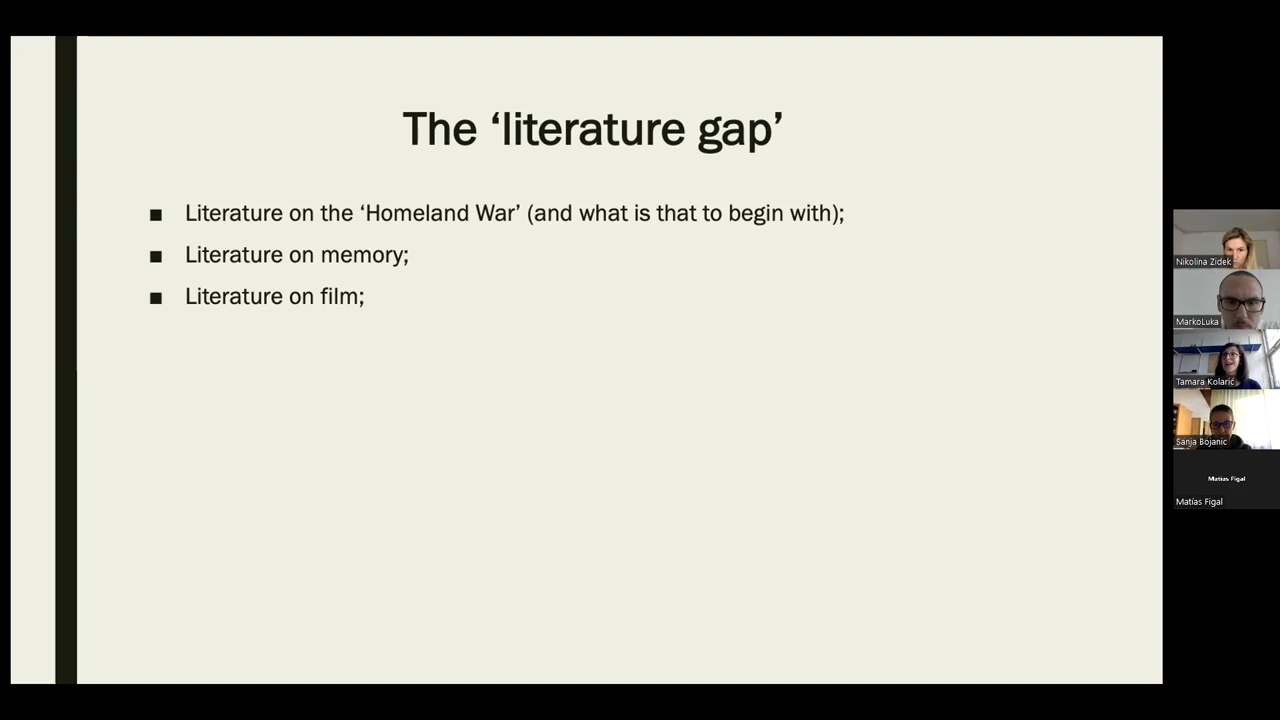 The ‘literature gap’
■ Literature on the ‘Homeland War’ (and what is that to begin with);
■ Literature on memory;
■ Literature on film;
Nikolina Zidek
MarkoLuka
Tamara Kolarić
Sanja Bojanic
Matias Figal
Matías Figal